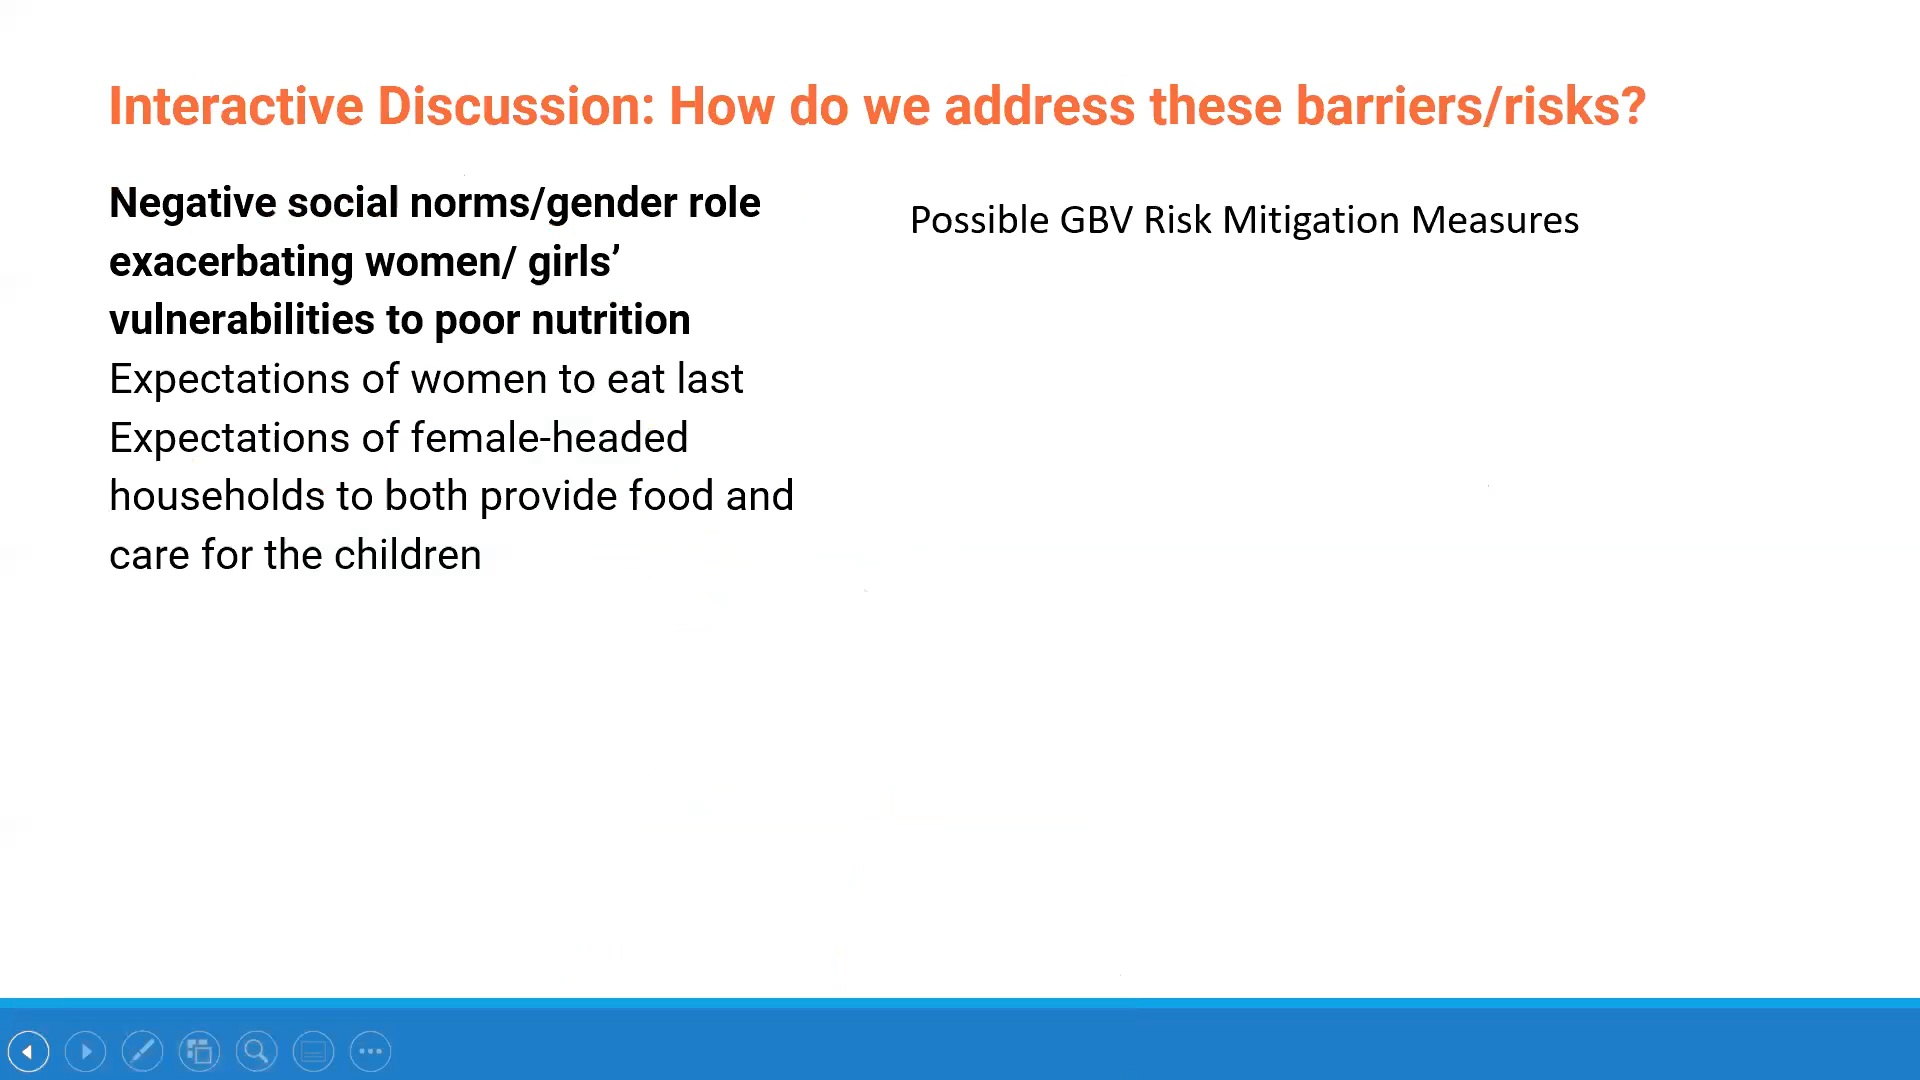 Interactive Discussion: How do we address these barriers/risks?
Negative social norms/gender role
exacerbating women/ girls’
vulnerabilities to poor nutrition
Expectations of women to eat last
Expectations of female-headed
households to both provide food and
care for the children
Possible GBV Risk Mitigation Measures